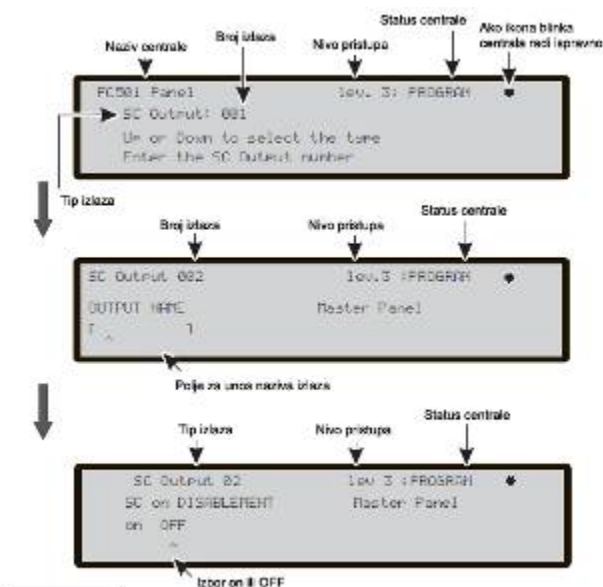 Naziv centrale
Broj izlaza
Nivo pristupa
Status centrale
Ako ikona blinka
centrala radi ispravno
FC501 Panel lev. 3: PROGRAM
SC Output: 001
Up or Down to select the type
Enter the SC Output number
Tip izlaza
Broj izlaza
Nivo pristupa
Status centrale
SC Output 002 lev.3 :PROGRAM
OUTPUT NAME Master Panel
[ ^ ]
Polje za unos naziva izlaza
Tip izlaza
Nivo pristupa
Status centrale
SC Output 02 lev 3 :PROGRAM
SC on DISABLEMENT Master Panel
on OFF
^
Izbor on ili OFF